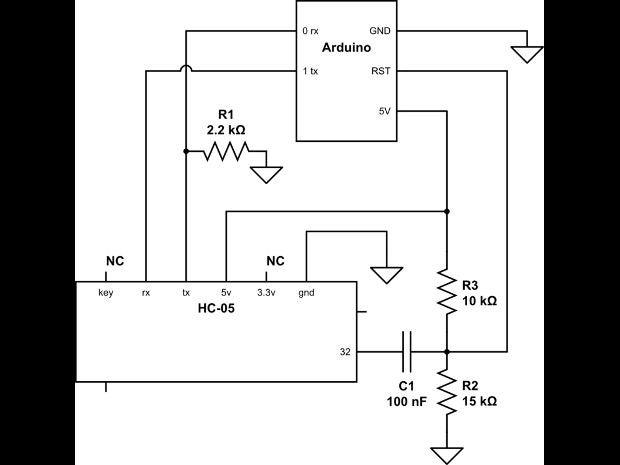 0 rx
GND
Arduino
1 tx
RST
5V
R1
2.2 kΩ
NC
NC
key
rx
tx
5v
3.3v
gnd
HC-05
R3
10 kΩ
32
C1
100 nF
R2
15 kΩ